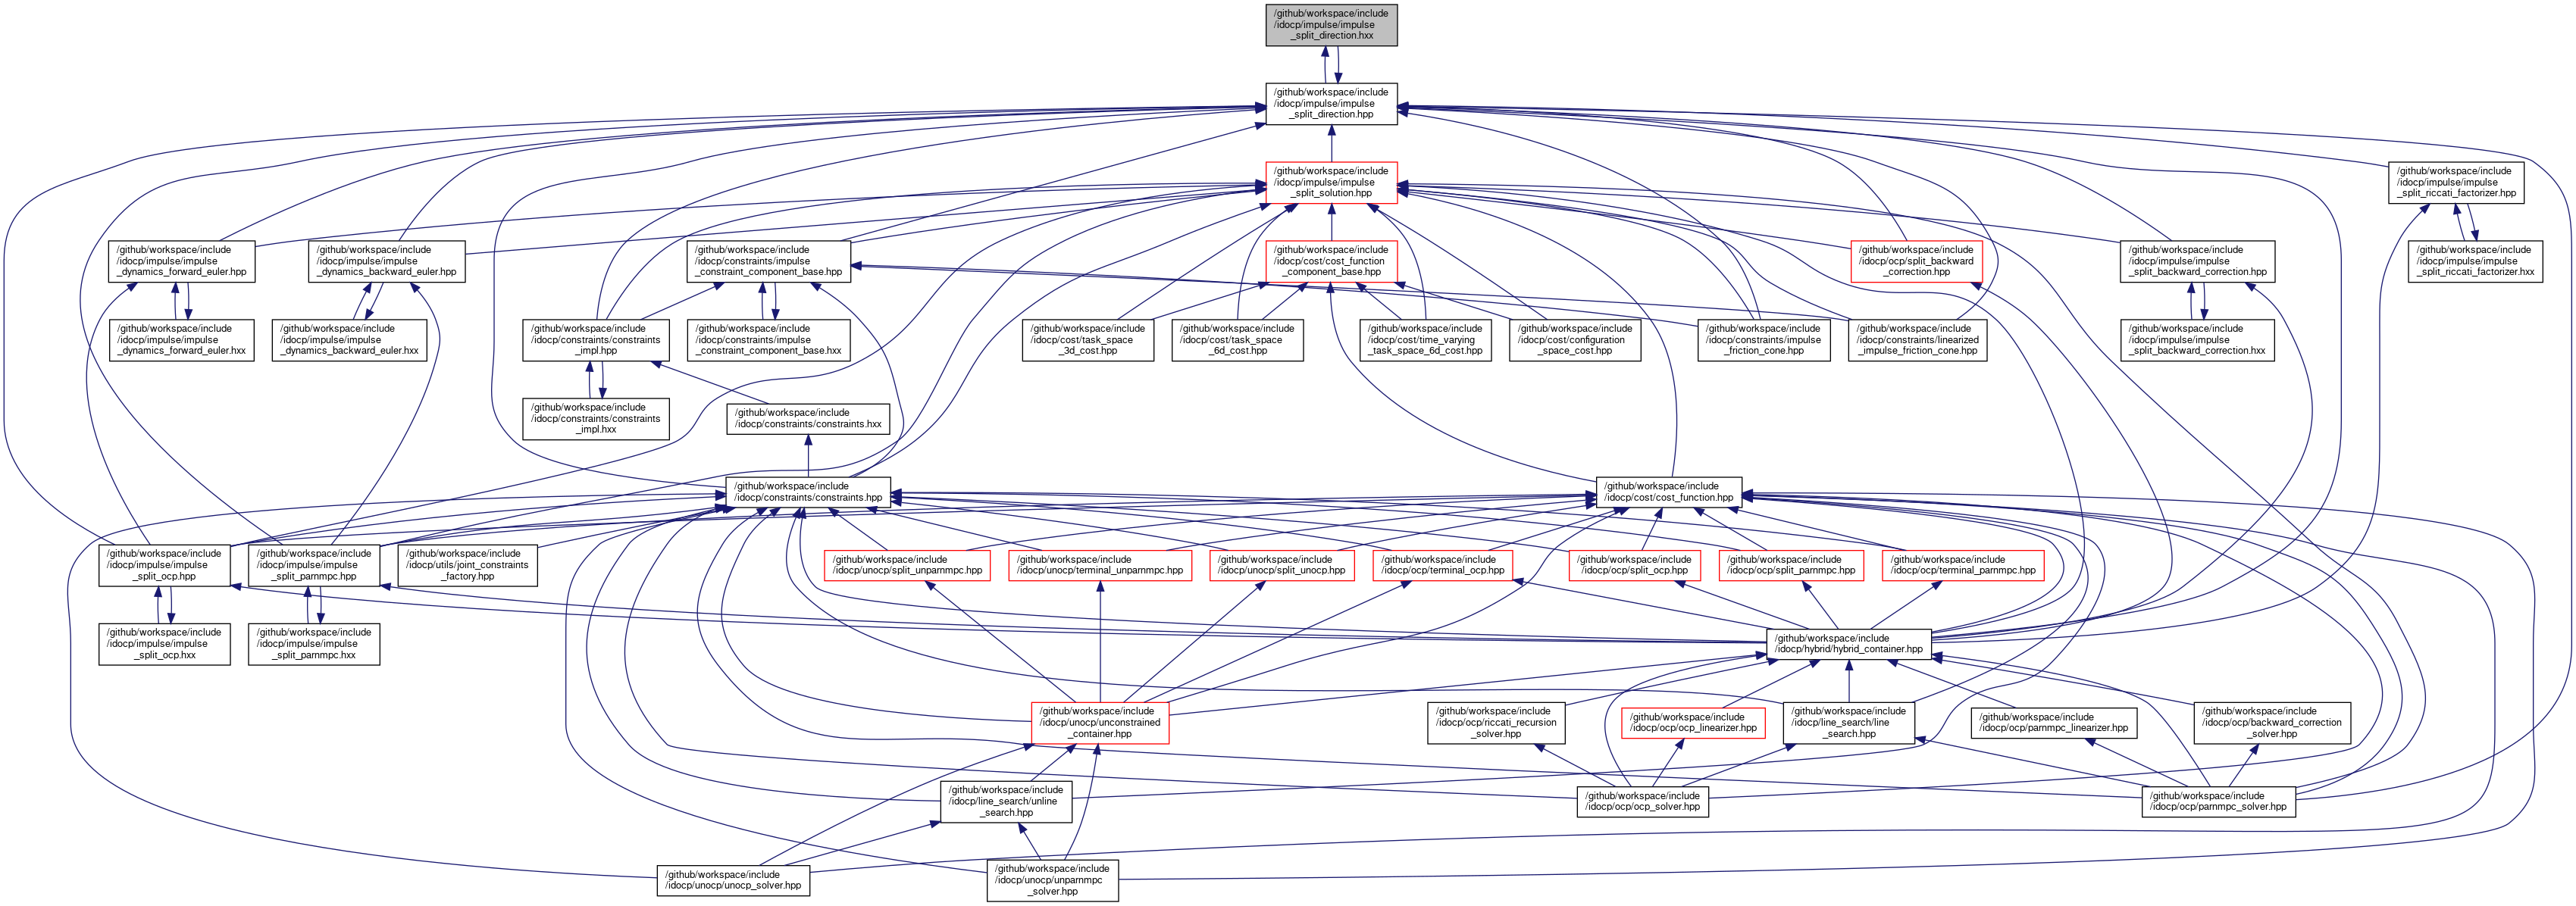 /github/workspace/include
/idocp/impulse/impulse
_split_direction.hxx
/github/workspace/include
/idocp/impulse/impulse
_split_direction.hpp
/github/workspace/include
/idocp/impulse/impulse
_split_solution.hpp
/github/workspace/include
/idocp/impulse/impulse
_split_riccati_factorizer.hpp
/github/workspace/include
/idocp/impulse/impulse
_dynamics_forward_euler.hpp
/github/workspace/include
/idocp/impulse/impulse
_dynamics_backward_euler.hpp
/github/workspace/include
/idocp/constraints/impulse
_constraint_component_base.hpp
/github/workspace/include
/idocp/cost/cost_function
_component_base.hpp
/github/workspace/include
/idocp/ocp/split_backward
_correction.hpp
/github/workspace/include
/idocp/impulse/impulse
_split_backward_correction.hpp
/github/workspace/include
/idocp/impulse/impulse
_split_riccati_factorizer.hxx
/github/workspace/include
/idocp/impulse/impulse
_dynamics_forward_euler.hxx
/github/workspace/include
/idocp/impulse/impulse
_dynamics_backward_euler.hxx
/github/workspace/include
/idocp/constraints/constraints
_impl.hpp
/github/workspace/include
/idocp/constraints/impulse
_constraint_component_base.hxx
/github/workspace/include
/idocp/cost/task_space
_3d_cost.hpp
/github/workspace/include
/idocp/cost/task_space
_6d_cost.hpp
/github/workspace/include
/idocp/cost/time_varying
_task_space_6d_cost.hpp
/github/workspace/include
/idocp/cost/configuration
_space_cost.hpp
/github/workspace/include
/idocp/constraints/impulse
_friction_cone.hpp
/github/workspace/include
/idocp/constraints/linearized
_impulse_friction_cone.hpp
/github/workspace/include
/idocp/impulse/impulse
_split_backward_correction.hxx
/github/workspace/include
/idocp/constraints/constraints
_impl.hxx
/github/workspace/include
/idocp/constraints/constraints.hxx
/github/workspace/include
/idocp/constraints/constraints.hpp
/github/workspace/include
/idocp/cost/cost_function.hpp
/github/workspace/include
/idocp/impulse/impulse
_split_ocp.hpp
/github/workspace/include
/idocp/impulse/impulse
_split_parnmpc.hpp
/github/workspace/include
/idocp/utils/joint_constraints
_factory.hpp
/github/workspace/include
/idocp/unocp/split_unparnmpc.hpp
/github/workspace/include
/idocp/unocp/terminal_unparnmpc.hpp
/github/workspace/include
/idocp/unocp/split_unocp.hpp
/github/workspace/include
/idocp/ocp/terminal_ocp.hpp
/github/workspace/include
/idocp/ocp/split_ocp.hpp
/github/workspace/include
/idocp/ocp/split_parnmpc.hpp
/github/workspace/include
/idocp/ocp/terminal_parnmpc.hpp
/github/workspace/include
/idocp/impulse/impulse
_split_ocp.hxx
/github/workspace/include
/idocp/impulse/impulse
_split_parnmpc.hxx
/github/workspace/include
/idocp/hybrid/hybrid_container.hpp
/github/workspace/include
/idocp/unocp/unconstrained
_container.hpp
/github/workspace/include
/idocp/ocp/riccati_recursion
_solver.hpp
/github/workspace/include
/idocp/ocp/ocp_linearizer.hpp
/github/workspace/include
/idocp/line_search/line
_search.hpp
/github/workspace/include
/idocp/ocp/parnmpc_linearizer.hpp
/github/workspace/include
/idocp/ocp/backward_correction
_solver.hpp
/github/workspace/include
/idocp/line_search/unline
_search.hpp
/github/workspace/include
/idocp/ocp/ocp_solver.hpp
/github/workspace/include
/idocp/ocp/parnmpc_solver.hpp
/github/workspace/include
/idocp/unocp/unocp_solver.hpp
/github/workspace/include
/idocp/unocp/unparnmpc
_solver.hpp